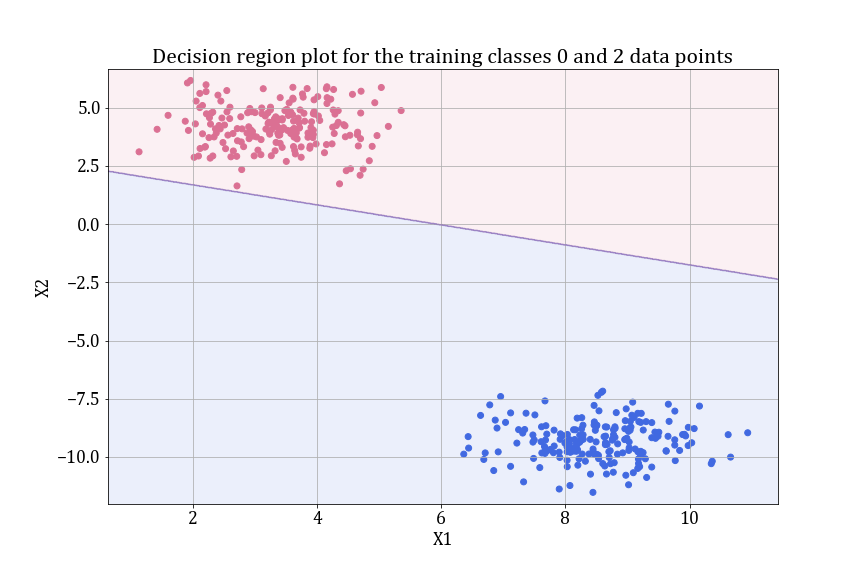 Decision region plot for the training classes 0 and 2 data points
5.0
2.5
0.0
−2.5
−5.0
−7.5
−10.0
X2
2 4 6 8 10
X1